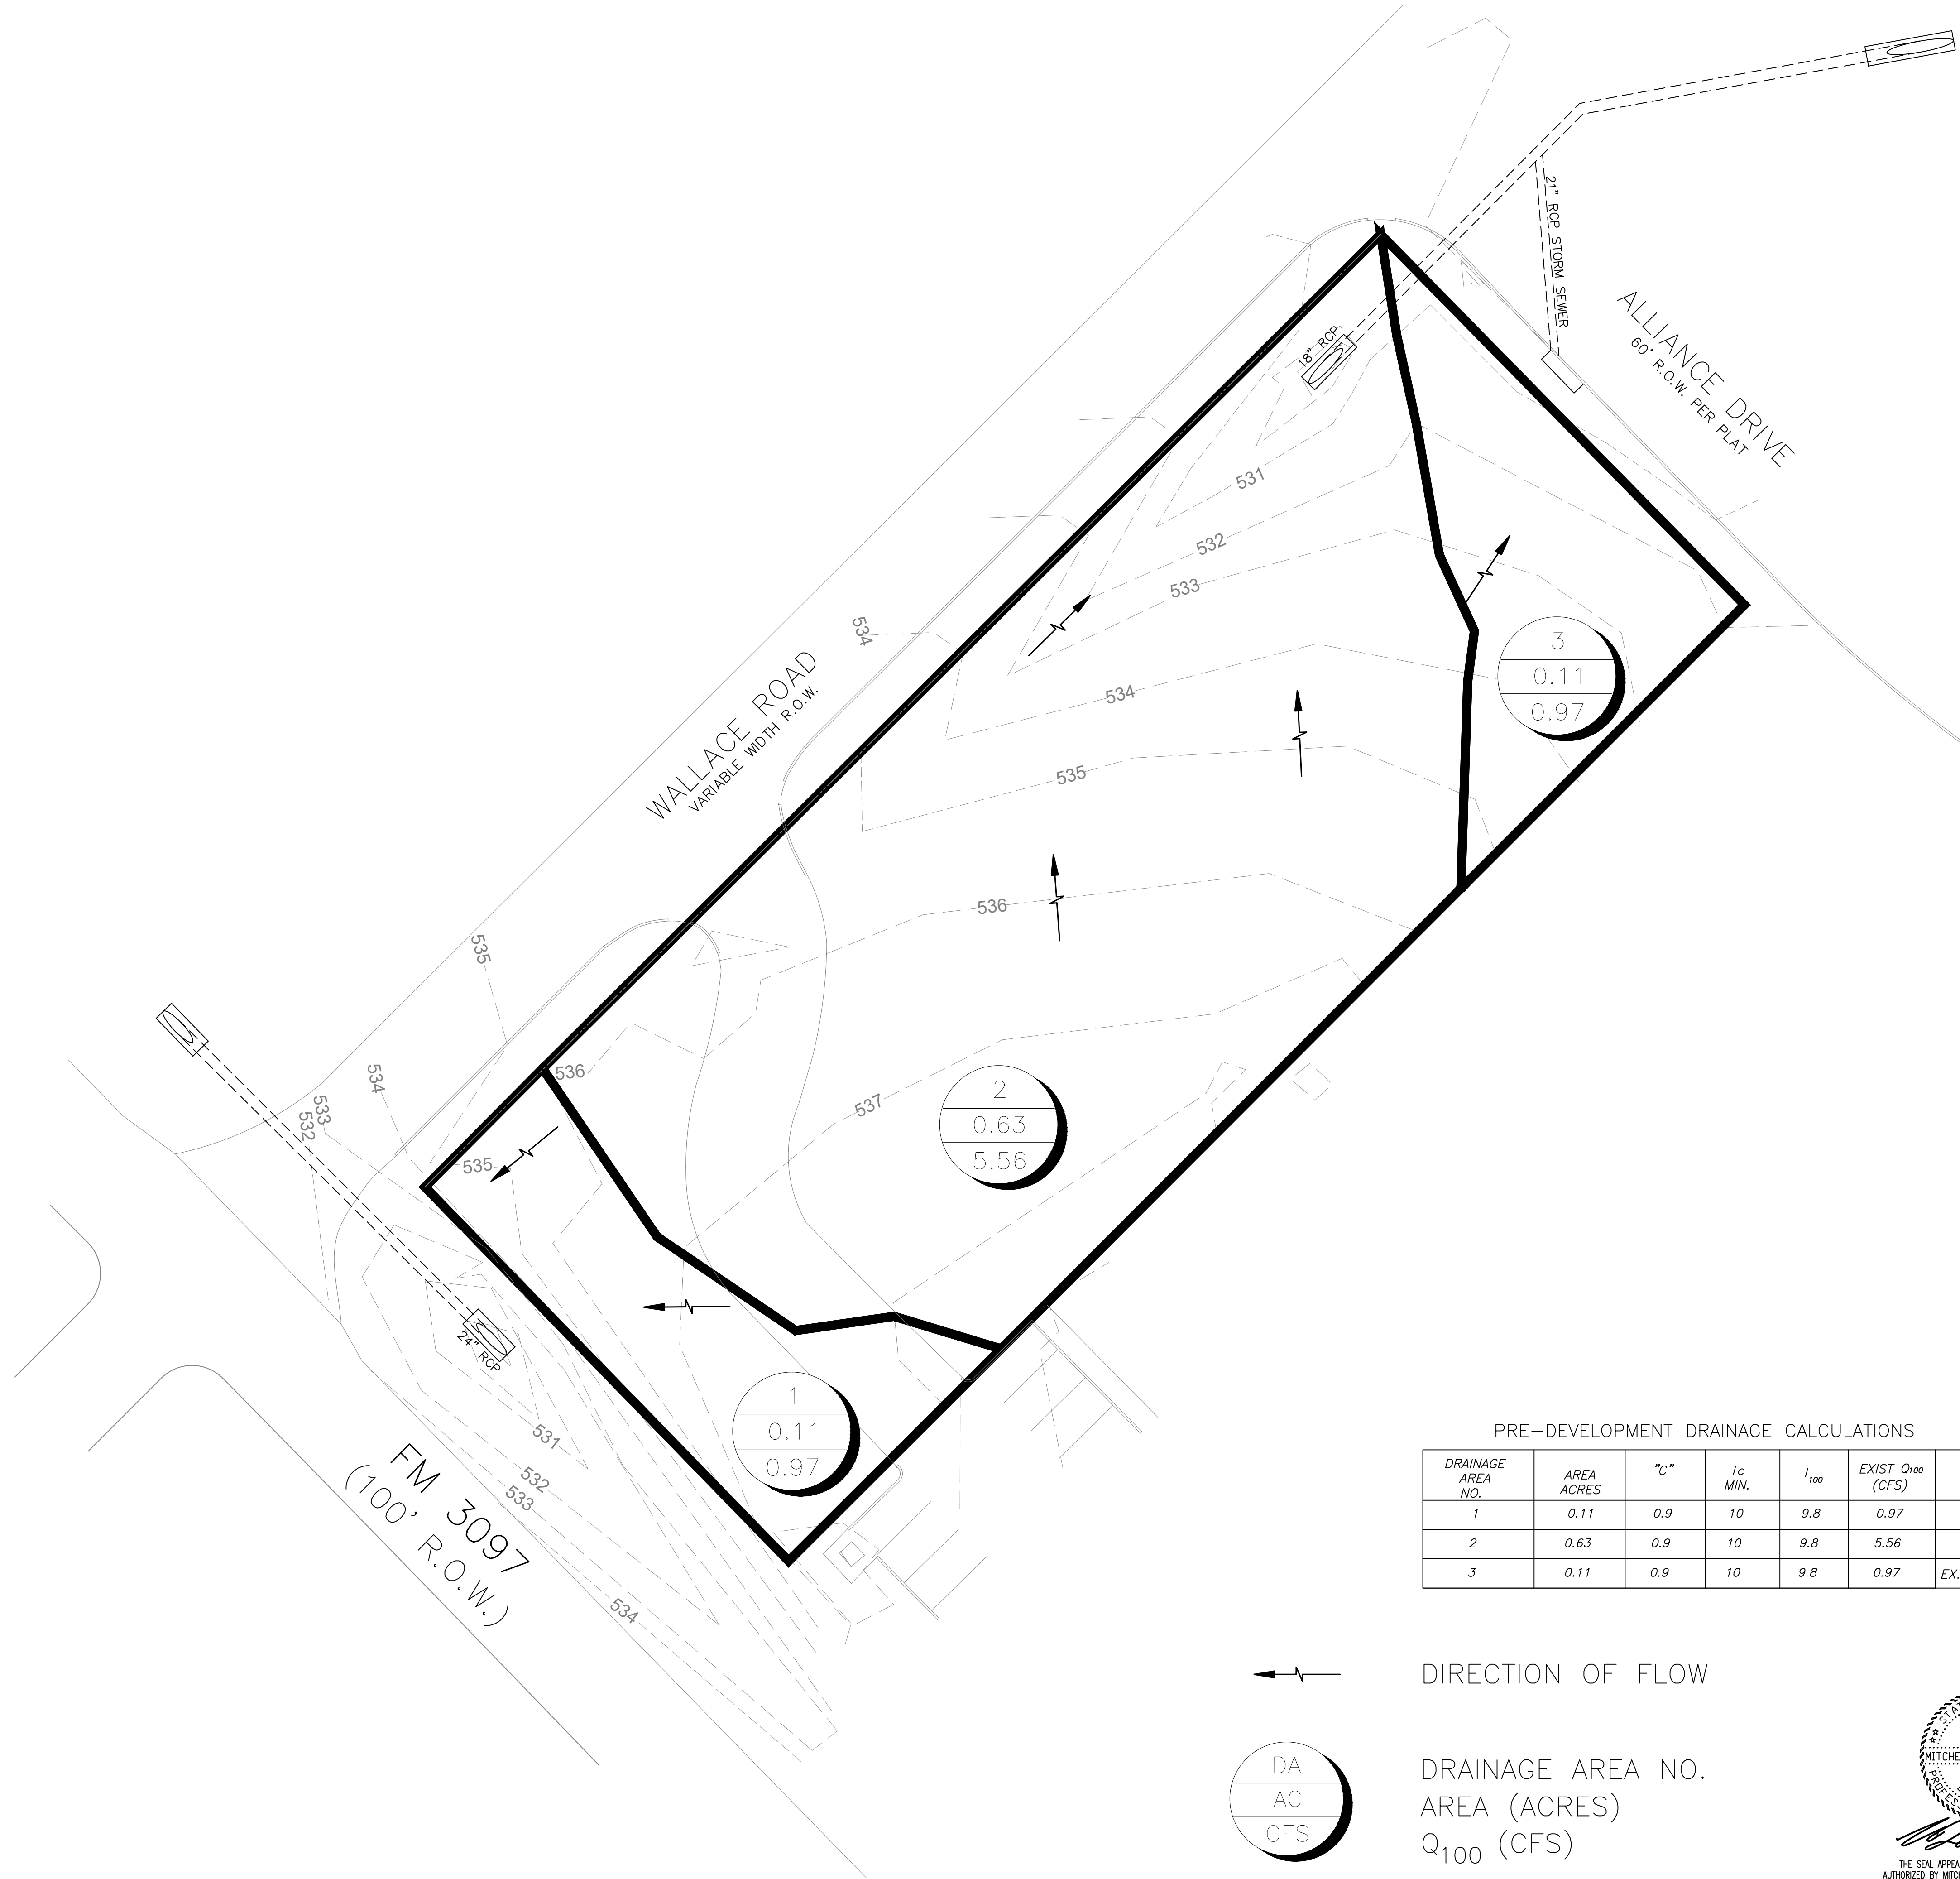 21" RCP STORM SEWER
ALLIANCE DRIVE
60' R.O.W. PER PLAT
18" RCP
531
532
533
534
534
535
536
WALLACE ROAD
VARIABLE WIDTH R.O.W.
3
0.11
0.97
535
534
533
532
536
535
537
2
0.63
5.56
24" RCP
1
0.11
0.97
531
532
533
534
FM 3097
(100' R.O.W.)
PRE-DEVELOPMENT DRAINAGE CALCULATIONS
DRAINAGE AREA NO. AREA ACRES "C" Tc MIN. I100 EXIST Q100 (CFS)
1 0.11 0.9 10 9.8 0.97
2 0.63 0.9 10 9.8 5.56
3 0.11 0.9 10 9.8 0.97 EX.
DIRECTION OF FLOW
DA
AC
CFS
DRAINAGE AREA NO.
AREA (ACRES)
Q100 (CFS)
THE SEAL
AUTHORIZED BY